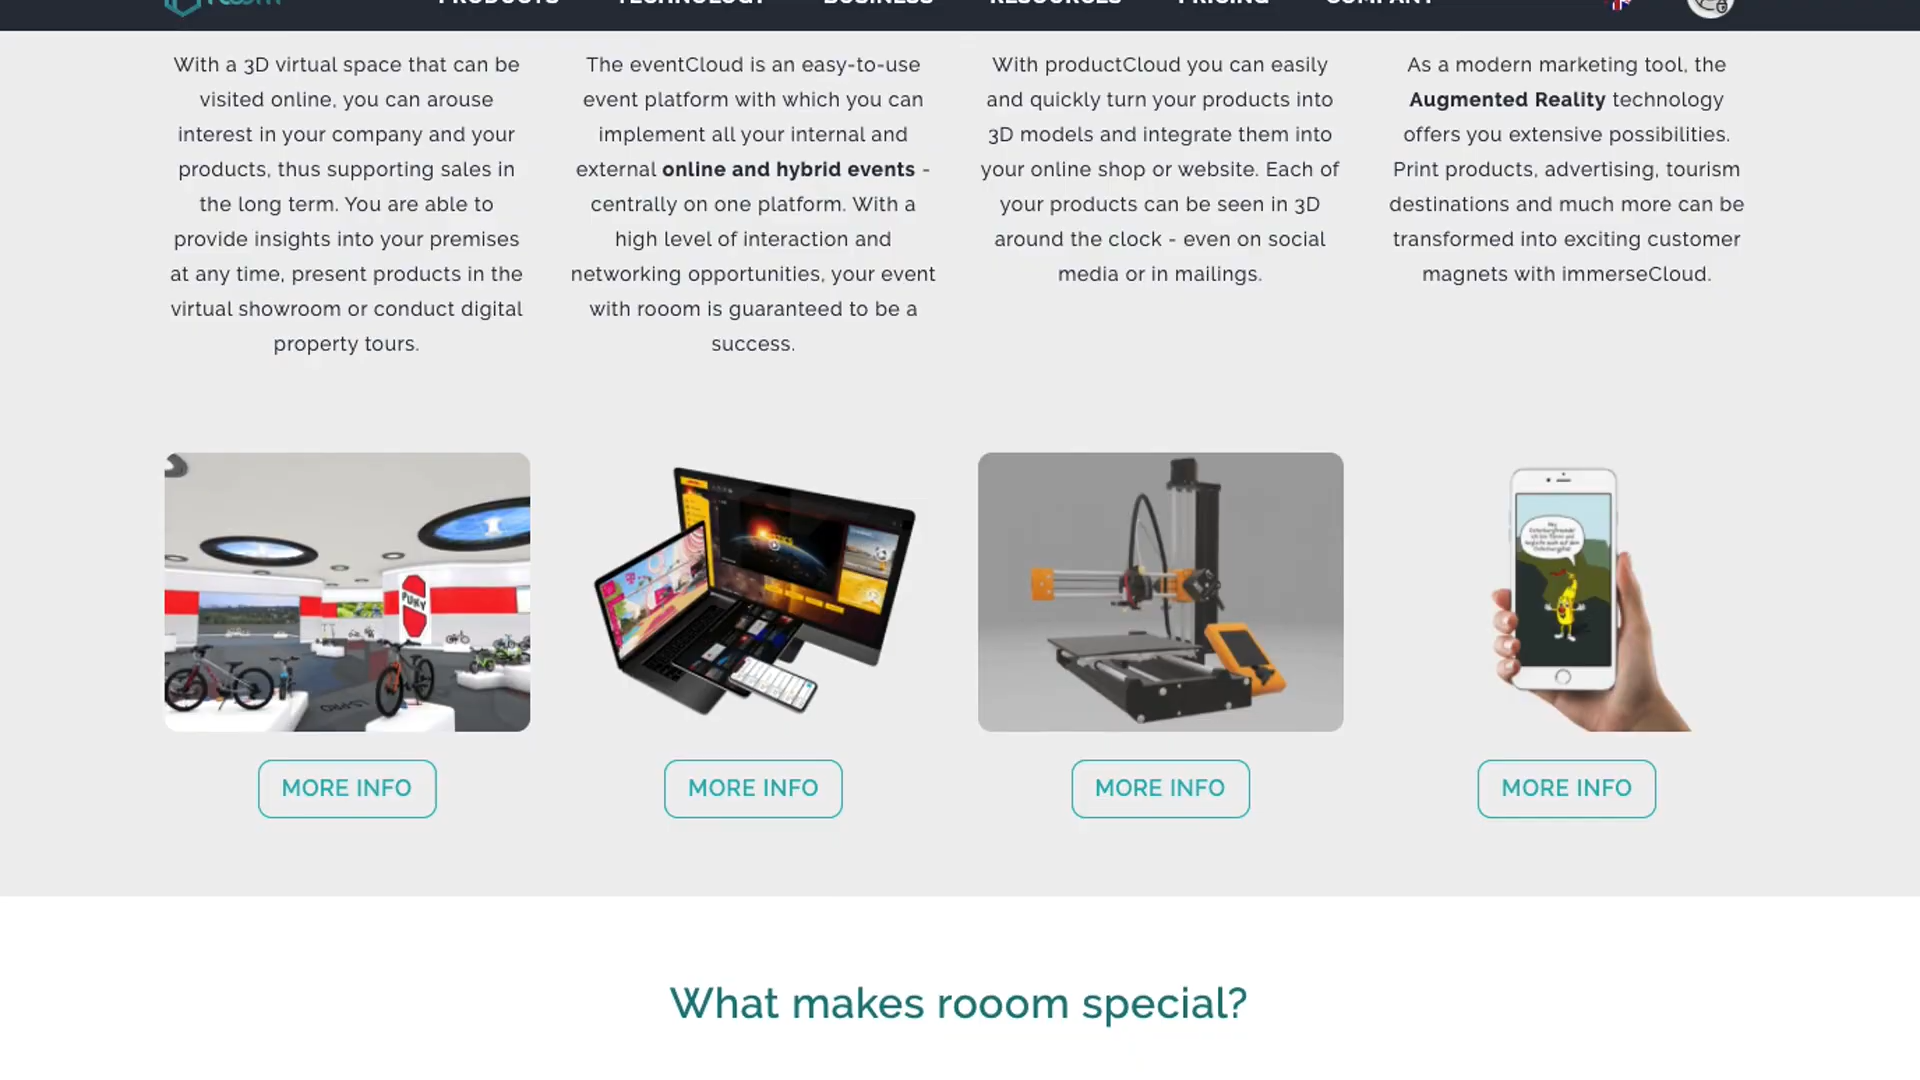 With a 3D virtual space that can be
visited online, you can arouse
interest in your company and your
products, thus supporting sales in
the long term. You are able to
provide insights into your premises
at any time, present products in the
virtual showroom or conduct digital
property tours.
The eventCloud is an easy-to-use
event platform with which you can
implement all your internal and
external online and hybrid events -
centrally on one platform. With a
high level of interaction and
networking opportunities, your event
with rooom is guaranteed to be a
success.
With productCloud you can easily
and quickly turn your products into
3D models and integrate them into
your online shop or website. Each of
your products can be seen in 3D
around the clock - even on social
media or in mailings.
As a modern marketing tool, the
Augmented Reality technology
offers you extensive possibilities.
Print products, advertising, tourism
destinations and much more can be
transformed into exciting customer
magnets with immerseCloud.
PUKY
MORE INFO
MORE INFO
MORE INFO
MORE INFO
What makes rooom special?